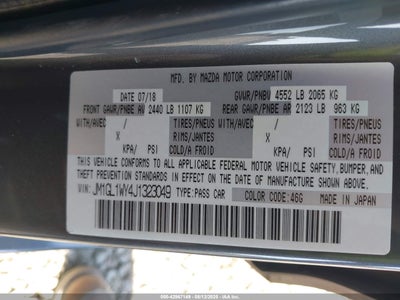 MFD. BY MAZDA MOTOR CORPORATION
DATE 07/18 GVWR/PNBV 4552 LB 2065 KG
FRONT GAWR/PNBE AV 2440 LB 1107 KG REAR GAWR/PNBE AR 2123 LB 963 KG
WITH/AVEC / TIRES/PNEUS WITH/AVEC / TIRES/PNEUS
X RIMS/JANTES X RIMS/JANTES
KPA/ PSI COLD/A FROID KPA/ PSI COLD/A FROID
THIS VEHICLE CONFORMS TO ALL APPLICABLE FEDERAL MOTOR VEHICLE SAFETY, BUMPER, AND
THEFT PREVENTION STANDARDS IN EFFECT ON THE DATE OF MANUFACTURE SHOWN ABOVE.
VIN: JM1GL1WY4J1323049 TYPE:PASS CAR COLOR CODE:46G MADE IN JAPAN